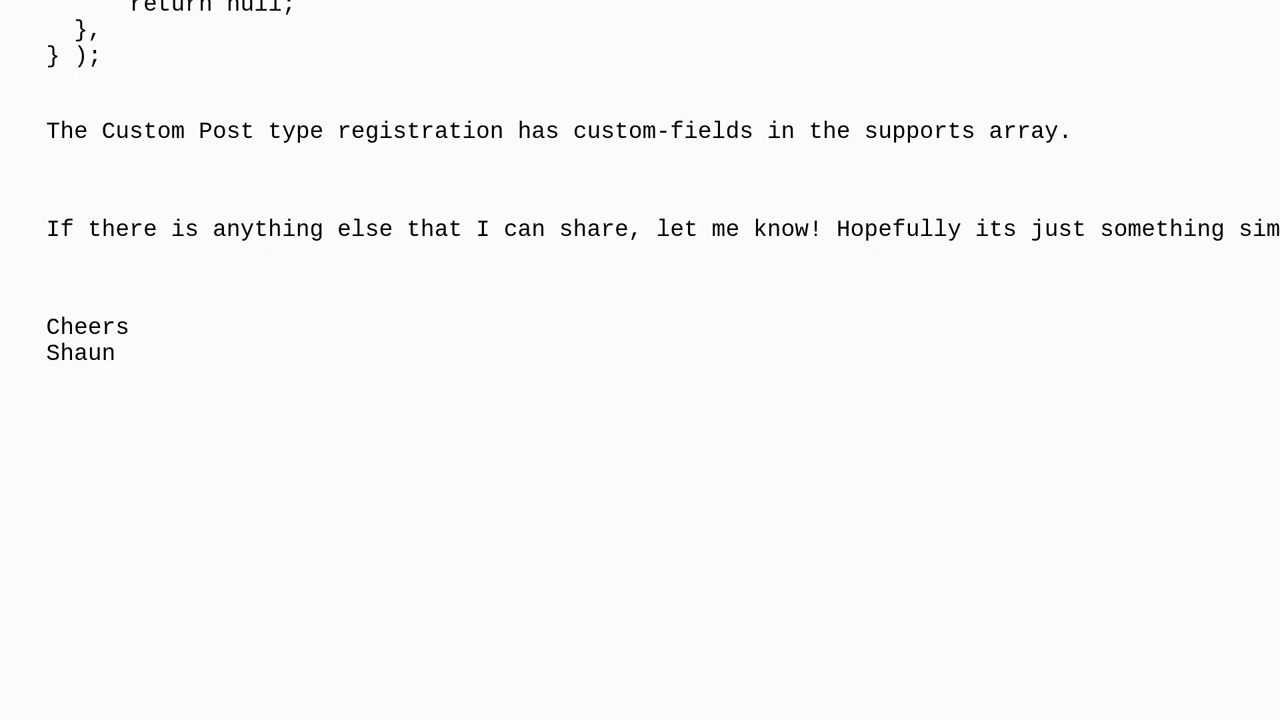 return null;
},
} );
The Custom Post type registration has custom-fields in the supports array.
If there is anything else that I can share, let me know! Hopefully its just something sim
Cheers
Shaun